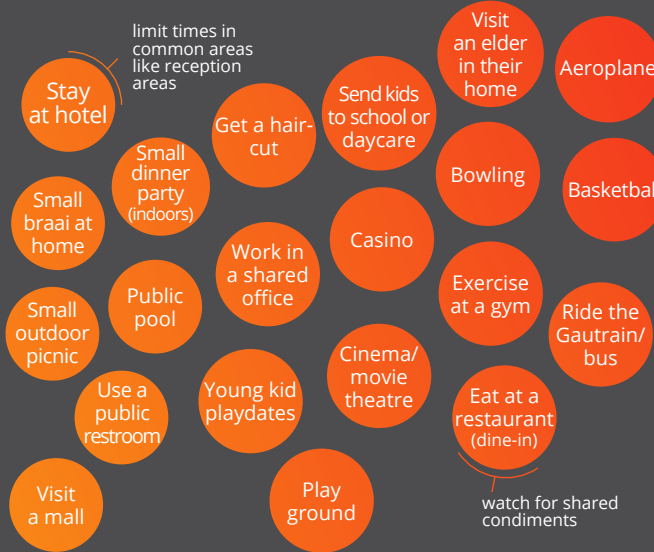 limit times in
common areas
like reception
areas
Stay
at hotel
Small
dinner
party
(indoors)
Get a hair-
cut
Send kids
to school or
daycare
Visit
an elder
in their
home
Aeroplane
Small
braai at
home
Work in
a shared
office
Casino
Bowling
Basketbal
Small
outdoor
picnic
Public
pool
Exercise
at a gym
Ride the
Gautrain/
bus
Use a
public
restroom
Young kid
playdates
Cinema/
movie
theatre
Eat at a
restaurant
(dine-in)
Visit
a mall
Play
ground
watch for shared
condiments